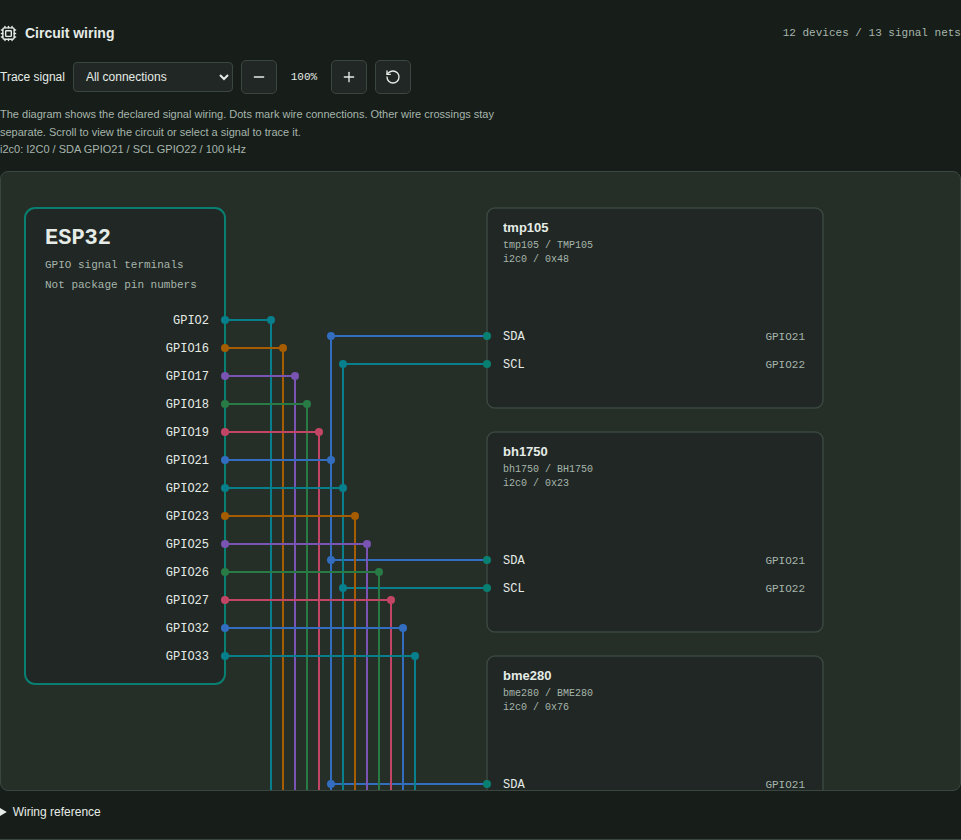 Circuit wiring
12 devices / 13 signal nets
Trace signal
All connections
100%
The diagram shows the declared signal wiring. Dots mark wire connections. Other wire crossings stay
separate. Scroll to view the circuit or select a signal to trace it.
i2c0: I2C0 / SDA GPIO21 / SCL GPIO22 / 100 kHz
ESP32
GPIO signal terminals
Not package pin numbers
GPIO2
GPIO16
GPIO17
GPIO18
GPIO19
GPIO21
GPIO22
GPIO23
GPIO25
GPIO26
GPIO27
GPIO32
GPIO33
tmp105
tmp105 / TMP105
i2c0 / 0x48
SDA GPIO21
SCL GPIO22
bh1750
bh1750 / BH1750
i2c0 / 0x23
SDA GPIO21
SCL GPIO22
bme280
bme280 / BME280
i2c0 / 0x76
SDA GPIO21
Wiring reference